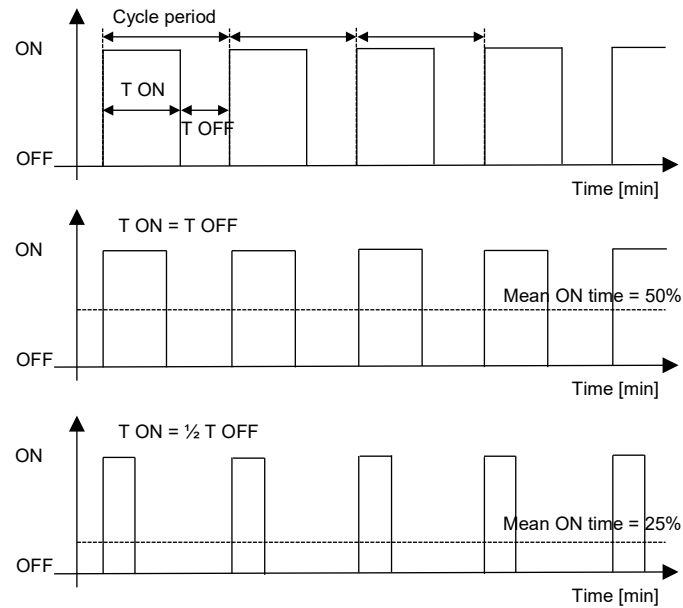 Cycle period
ON
T ON
T OFF
OFF
Time [min]
T ON = T OFF
ON
Mean ON time = 50%
OFF
Time [min]
T ON = ½ T OFF
ON
Mean ON time = 25%
OFF
Time [min]